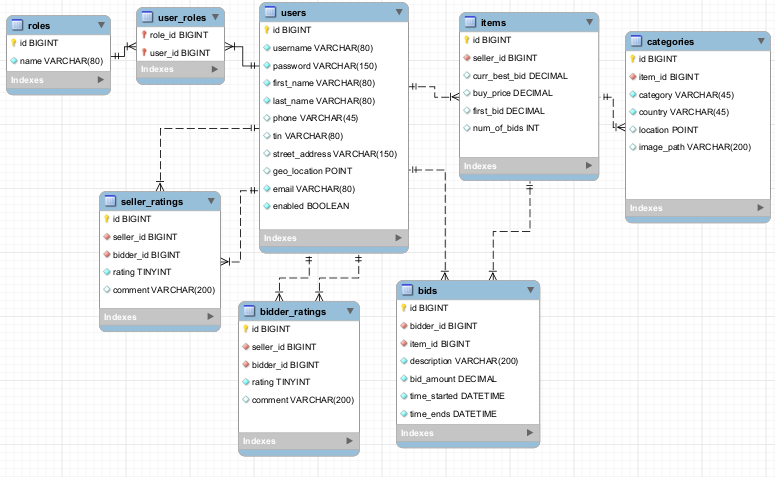 roles
id BIGINT
name VARCHAR(80)
Indexes
user_roles
role_id BIGINT
user_id BIGINT
Indexes
users
id BIGINT
username VARCHAR(80)
password VARCHAR(150)
first_name VARCHAR(80)
last_name VARCHAR(80)
phone VARCHAR(45)
tin VARCHAR(80)
street_address VARCHAR(150)
geo_location POINT
email VARCHAR(80)
enabled BOOLEAN
Indexes
items
id BIGINT
seller_id BIGINT
curr_best_bid DECIMAL
buy_price DECIMAL
first_bid DECIMAL
num_of_bids INT
Indexes
categories
id BIGINT
item_id BIGINT
category VARCHAR(45)
country VARCHAR(45)
location POINT
image_path VARCHAR(200)
Indexes
seller_ratings
id BIGINT
seller_id BIGINT
bidder_id BIGINT
rating TINYINT
comment VARCHAR(200)
Indexes
bidder_ratings
id BIGINT
seller_id BIGINT
bidder_id BIGINT
rating TINYINT
comment VARCHAR(200)
Indexes
bids
id BIGINT
bidder_id BIGINT
item_id BIGINT
description VARCHAR(200)
bid_amount DECIMAL
time_started DATETIME
time_ends DATETIME
Indexes